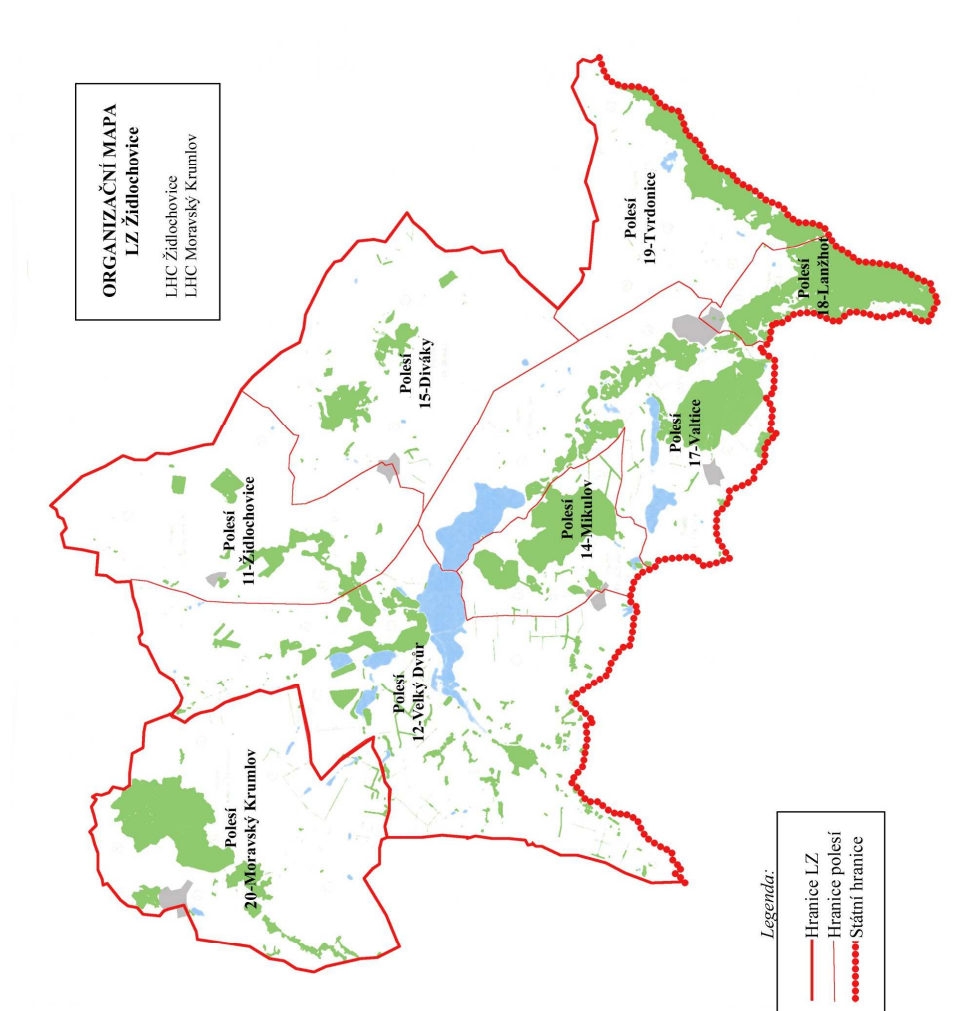 ORGANIZAČNÍ MAPA
LZ Židlochovice
LHC Židlochovice
LHC Moravský Krumlov
Polesí
20-Moravský Krumlov
Polesí
12-Velký Dvůr
Polesí
11-Židlochovice
Polesí
15-Diváky
Polesí
14-Mikulov
Polesí
17-Valtice
Polesí
19-Tvrdonice
Polesí
18-Lanžhot
Legenda:
Hranice LZ
Hranice polesí
Státní hranice